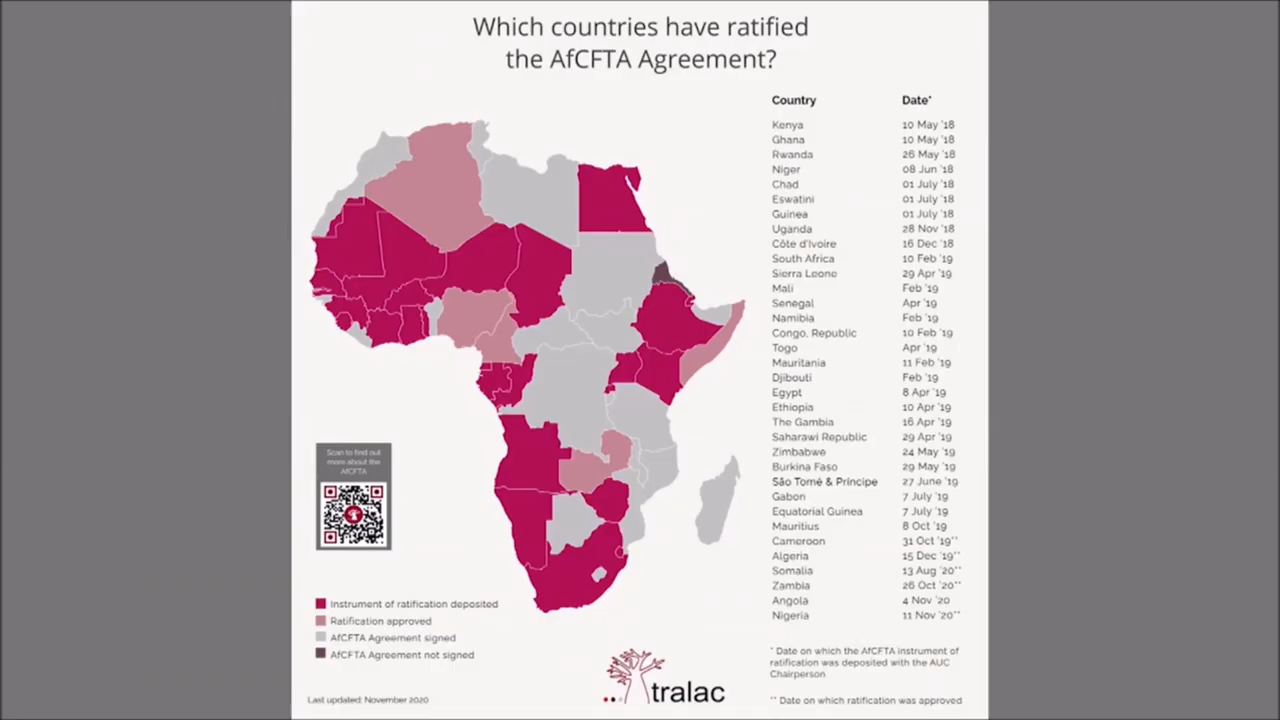 Which countries have ratified
the AfCFTA Agreement?
Country Date*
Kenya 10 May '18
Ghana 10 May '18
Rwanda 26 May '18
Niger 08 Jun '18
Chad 01 July '18
Eswatini 01 July '18
Guinea 01 July '18
Uganda 28 Nov '18
Côte d'Ivoire 16 Dec '18
South Africa 10 Feb '19
Sierra Leone 29 Apr '19
Mali Feb '19
Senegal Apr '19
Namibia Feb '19
Congo, Republic 10 Feb '19
Togo Apr '19
Mauritania 11 Feb '19
Djibouti Feb '19
Egypt 8 Apr '19
Ethiopia 10 Apr '19
The Gambia 16 Apr '19
Saharawi Republic 29 Apr '19
Zimbabwe 24 May '19
Burkina Faso 29 May '19
São Tomé & Príncipe 27 June '19
Gabon 7 July '19
Equatorial Guinea 7 July '19
Mauritius 8 Oct '19
Cameroon 31 Oct '19**
Algeria 15 Dec '19**
Somalia 13 Aug '20**
Zambia 26 Oct '20**
Angola 4 Nov '20
Nigeria 11 Nov '20**
Scan to find out
more about the
AfCFTA
Instrument of ratification deposited
Ratification approved
AfCFTA Agreement signed
AfCFTA Agreement not signed
* Date on which the AfCFTA instrument of
ratification was deposited with the AUC
Chairperson
** Date on which ratification was approved
Last updated: November 2020
tralac